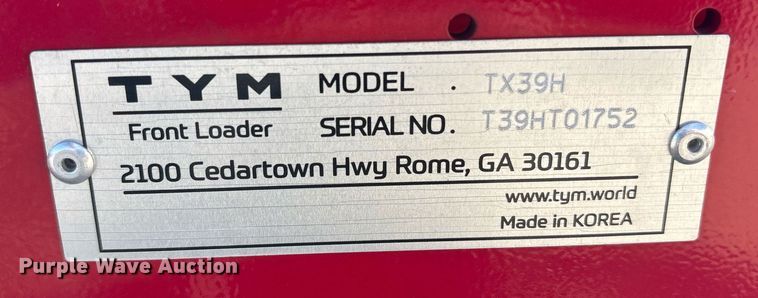 TYM MODEL . TX39H
Front Loader SERIAL NO. T39HT01752
2100 Cedartown Hwy Rome, GA 30161
www.tym.world
Made in KOREA
Purple Wave Auction